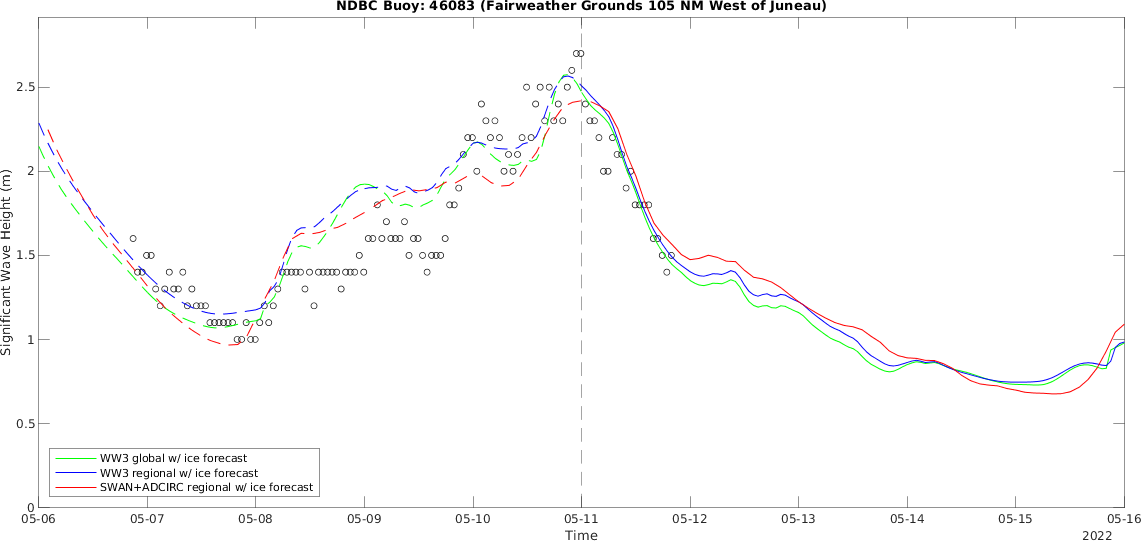 NDBC Buoy: 46083 (Fairweather Grounds 105 NM West of Juneau)
Significant Wave Height (m)
2.5
2
1.5
1
0.5
0
WW3 global w/ ice forecast
WW3 regional w/ ice forecast
SWAN+ADCIRC regional w/ ice forecast
05-06 05-07 05-08 05-09 05-10 05-11 05-12 05-13 05-14 05-15 05-16
Time
2022